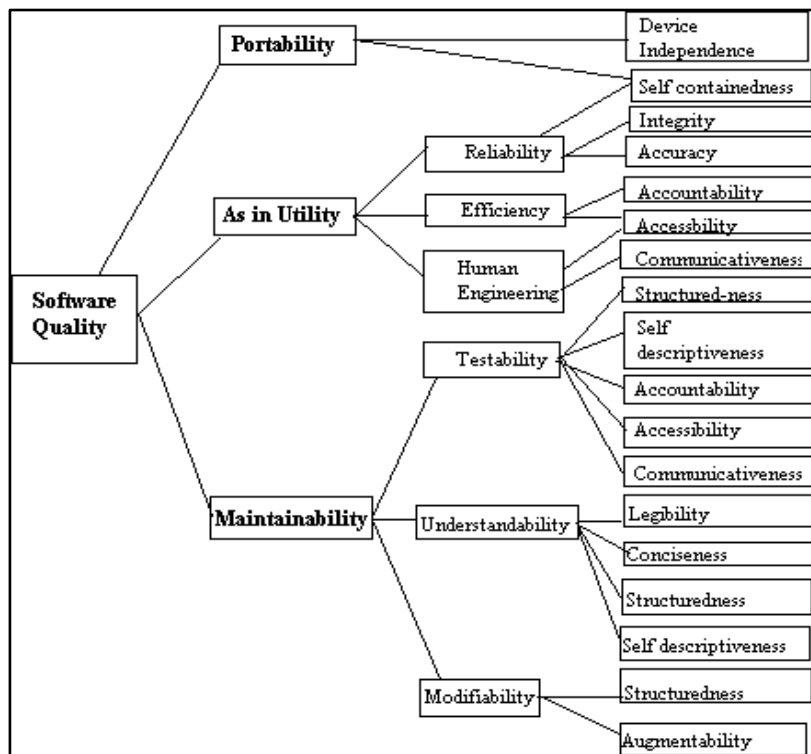 Portability
Device
Independence
Self containedness
Integrity
Reliability
Accuracy
Accountability
As in Utility
Efficiency
Accessbility
Human
Engineering
Communicativeness
Software
Quality
Structured-ness
Self
descriptiveness
Testability
Accountability
Accessibility
Communicativeness
Maintainability
Understandability
Legibility
Conciseness
Structuredness
Self descriptiveness
Modifiability
Structuredness
Augmentability